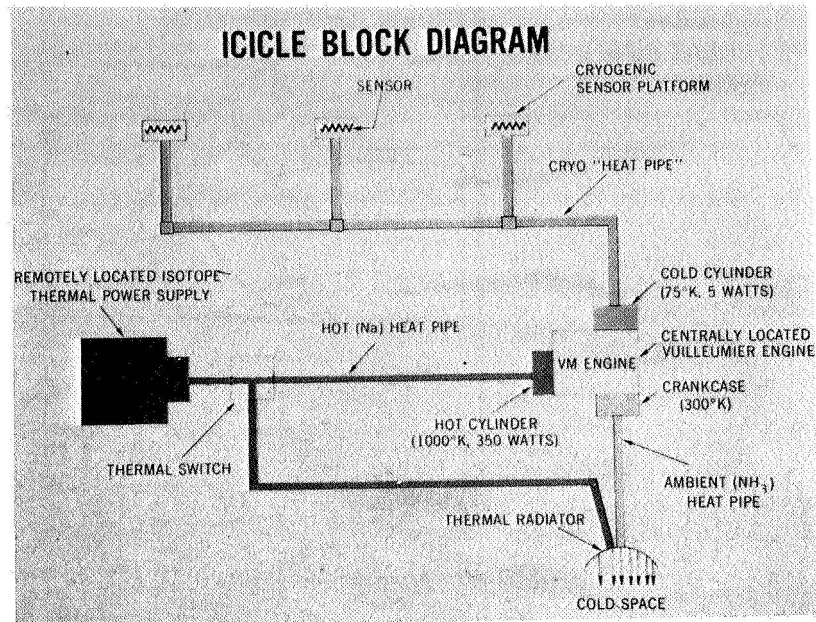 ICICLE BLOCK DIAGRAM
SENSOR
CRYOGENIC
SENSOR PLATFORM
CRYO "HEAT PIPE"
REMOTELY LOCATED ISOTOPE
THERMAL POWER SUPPLY
COLD CYLINDER
(75°K, 5 WATTS)
HOT (Na) HEAT PIPE
VM ENGINE
CENTRALLY LOCATED
VUILLEUMIER ENGINE
CRANKCASE
(300°K)
HOT CYLINDER
(1000°K, 350 WATTS)
THERMAL SWITCH
AMBIENT (NH₃)
HEAT PIPE
THERMAL RADIATOR
COLD SPACE